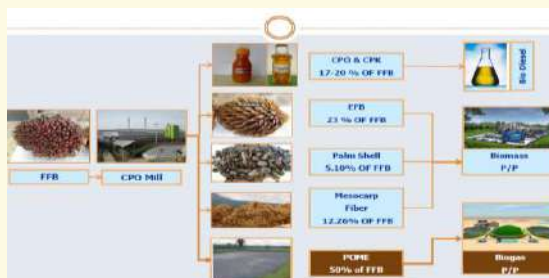 CPO & CPK
17-20 % OF FFB
Bio Diesel
EFB
23 % OF FFB
Palm Shell
5.10% OF FFB
Biomass
P/P
FFB
CPO Mill
Mesocarp
Fiber
12.26% OF FFB
POME
50% of FFB
Biogas
P/P